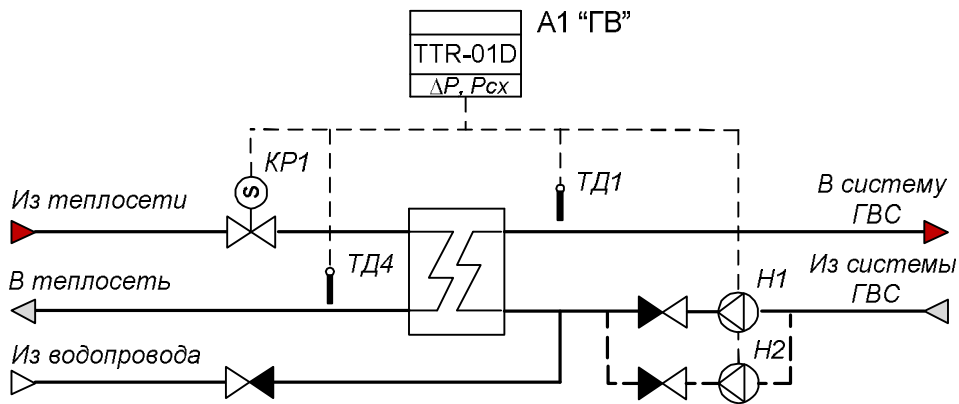 А1 “ГВ”
TTR-01D
ΔP, Pсх
КР1
S
ТД1
Из теплосети
В систему
ГВС
ТД4
В теплосеть
Н1
Из системы
ГВС
Из водопровода
Н2